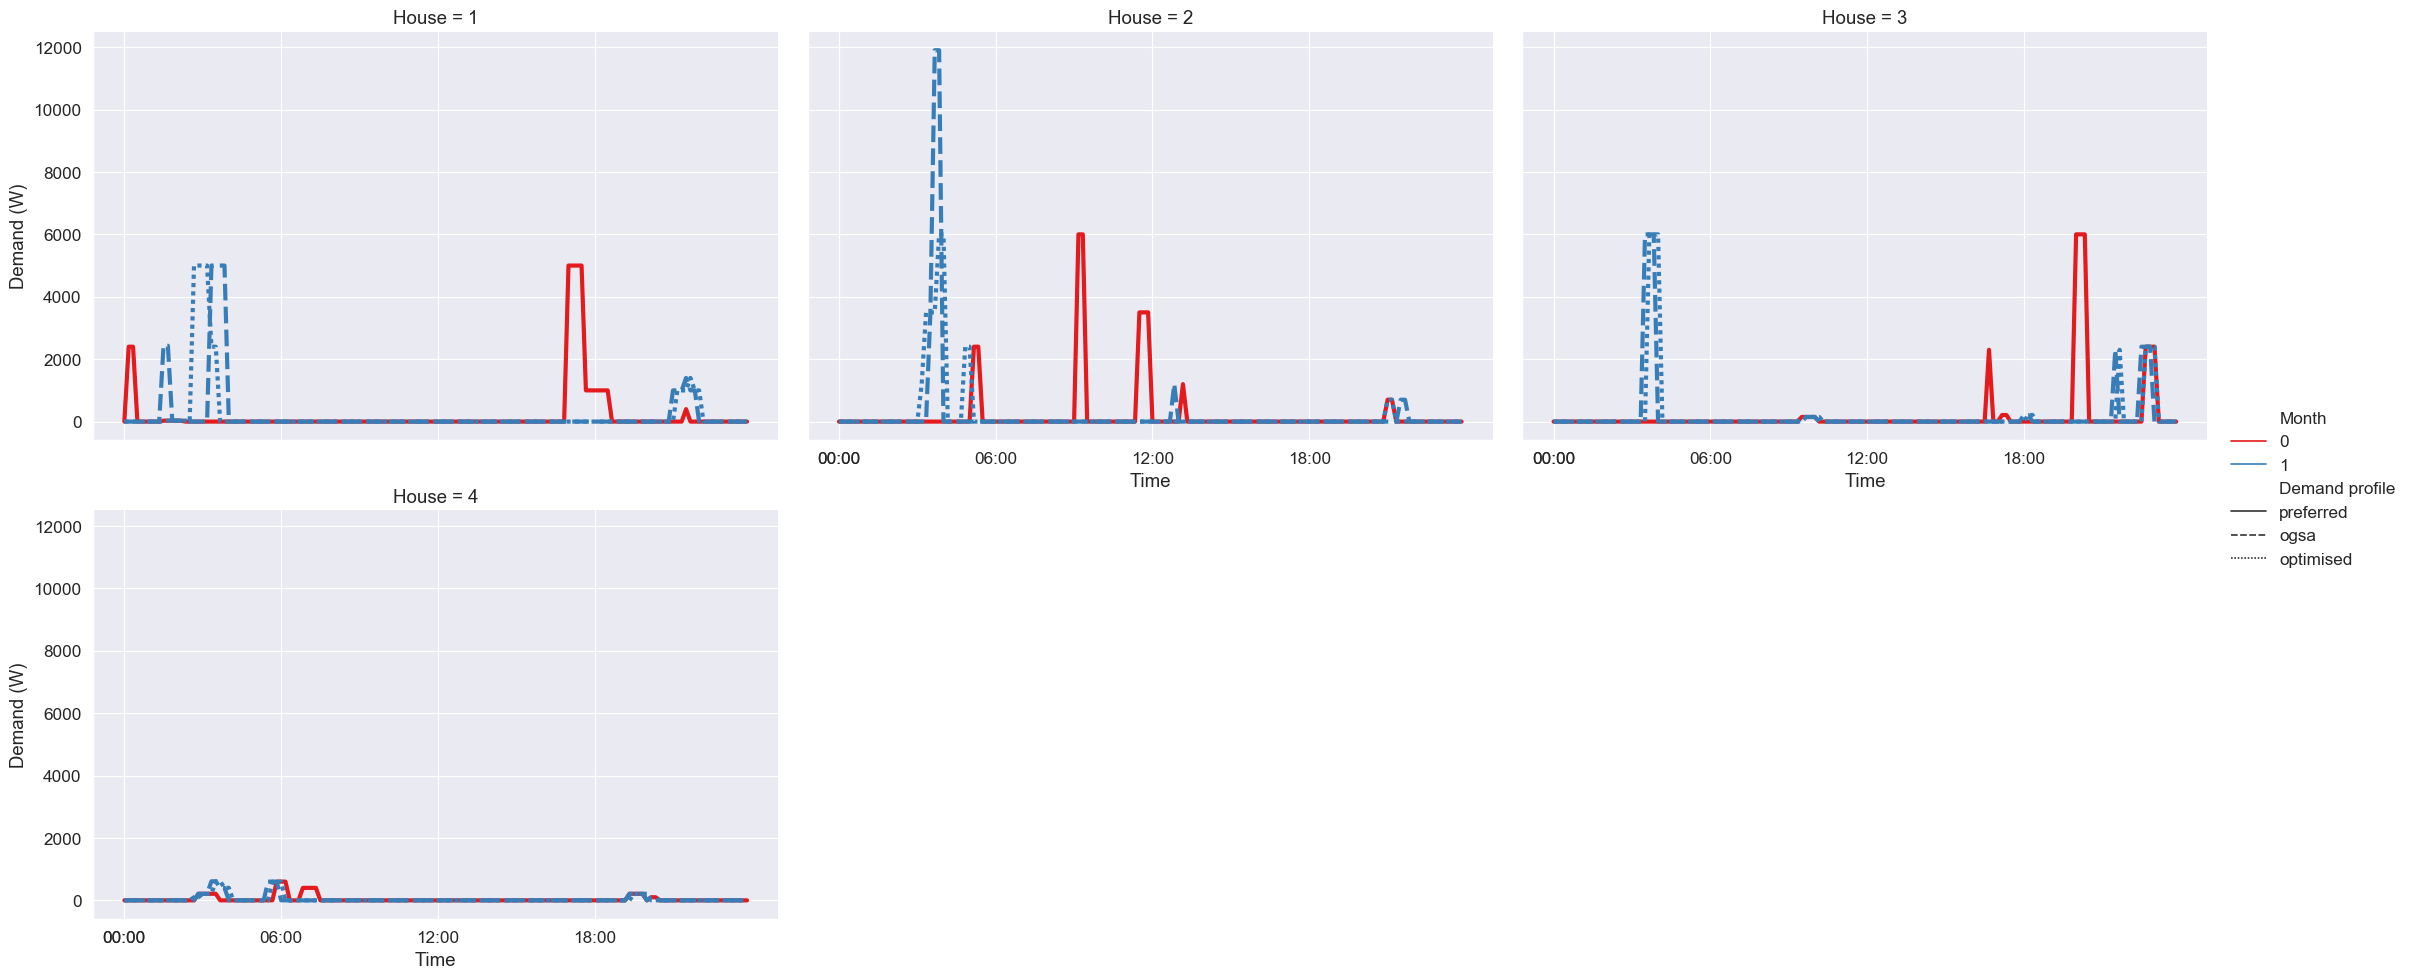 House = 1
House = 2
House = 3
Demand (W)
12000
10000
8000
6000
4000
2000
0
00:00
06:00
12:00
18:00
Time
00:00
06:00
12:00
18:00
Time
House = 4
Demand (W)
12000
10000
8000
6000
4000
2000
0
00:00
06:00
12:00
18:00
Time
Month
0
1
Demand profile
preferred
ogsa
optimised